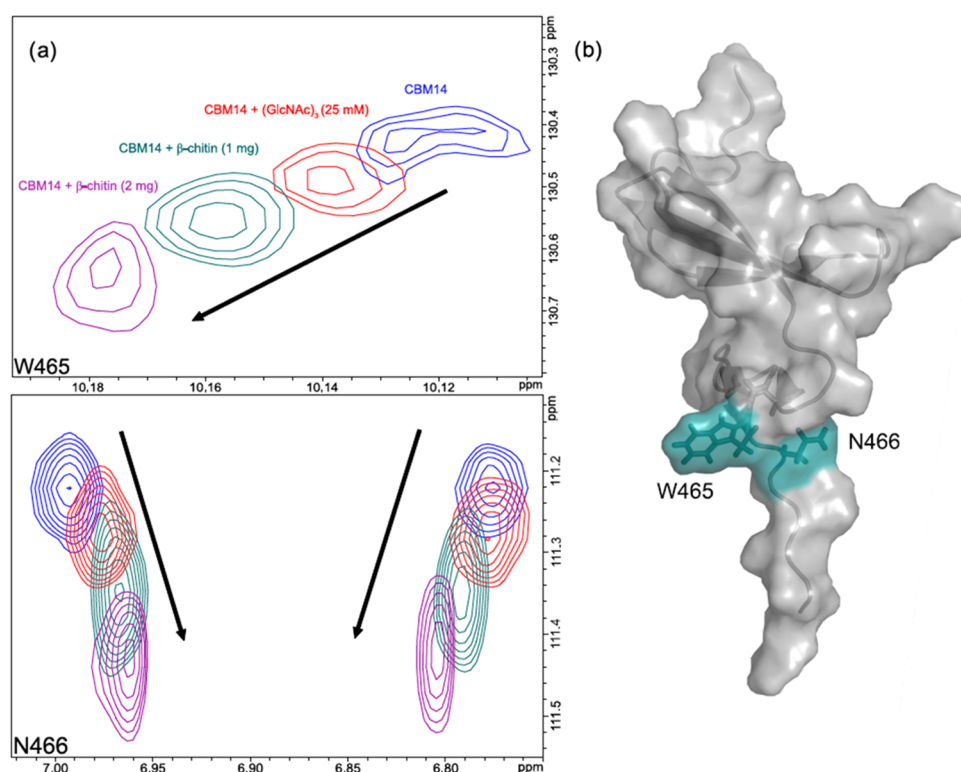 (a)
CBM14
CBM14 + (GlcNAc)₃ (25 mM)
CBM14 + β-chitin (1 mg)
CBM14 + β-chitin (2 mg)
ppm
130.3
130.4
130.5
130.6
130.7
W465
10,18
10,16
10,14
10,12
ppm
ppm
111.2
111.3
111.4
111.5
N466
7.00
6.95
6.90
6.85
6.80
ppm
(b)
N466
W465